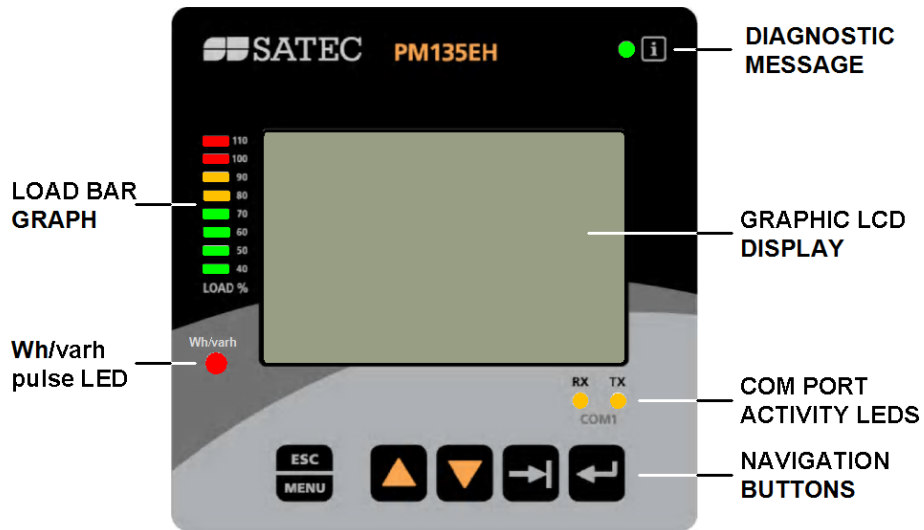 SATEC PM135EH
i
DIAGNOSTIC
MESSAGE
110
100
90
80
70
60
50
40
LOAD %
LOAD BAR
GRAPH
GRAPHIC LCD
DISPLAY
Wh/varh
Wh/varh
pulse LED
RX TX
COM1
COM PORT
ACTIVITY LEDS
ESC
MENU
NAVIGATION
BUTTONS